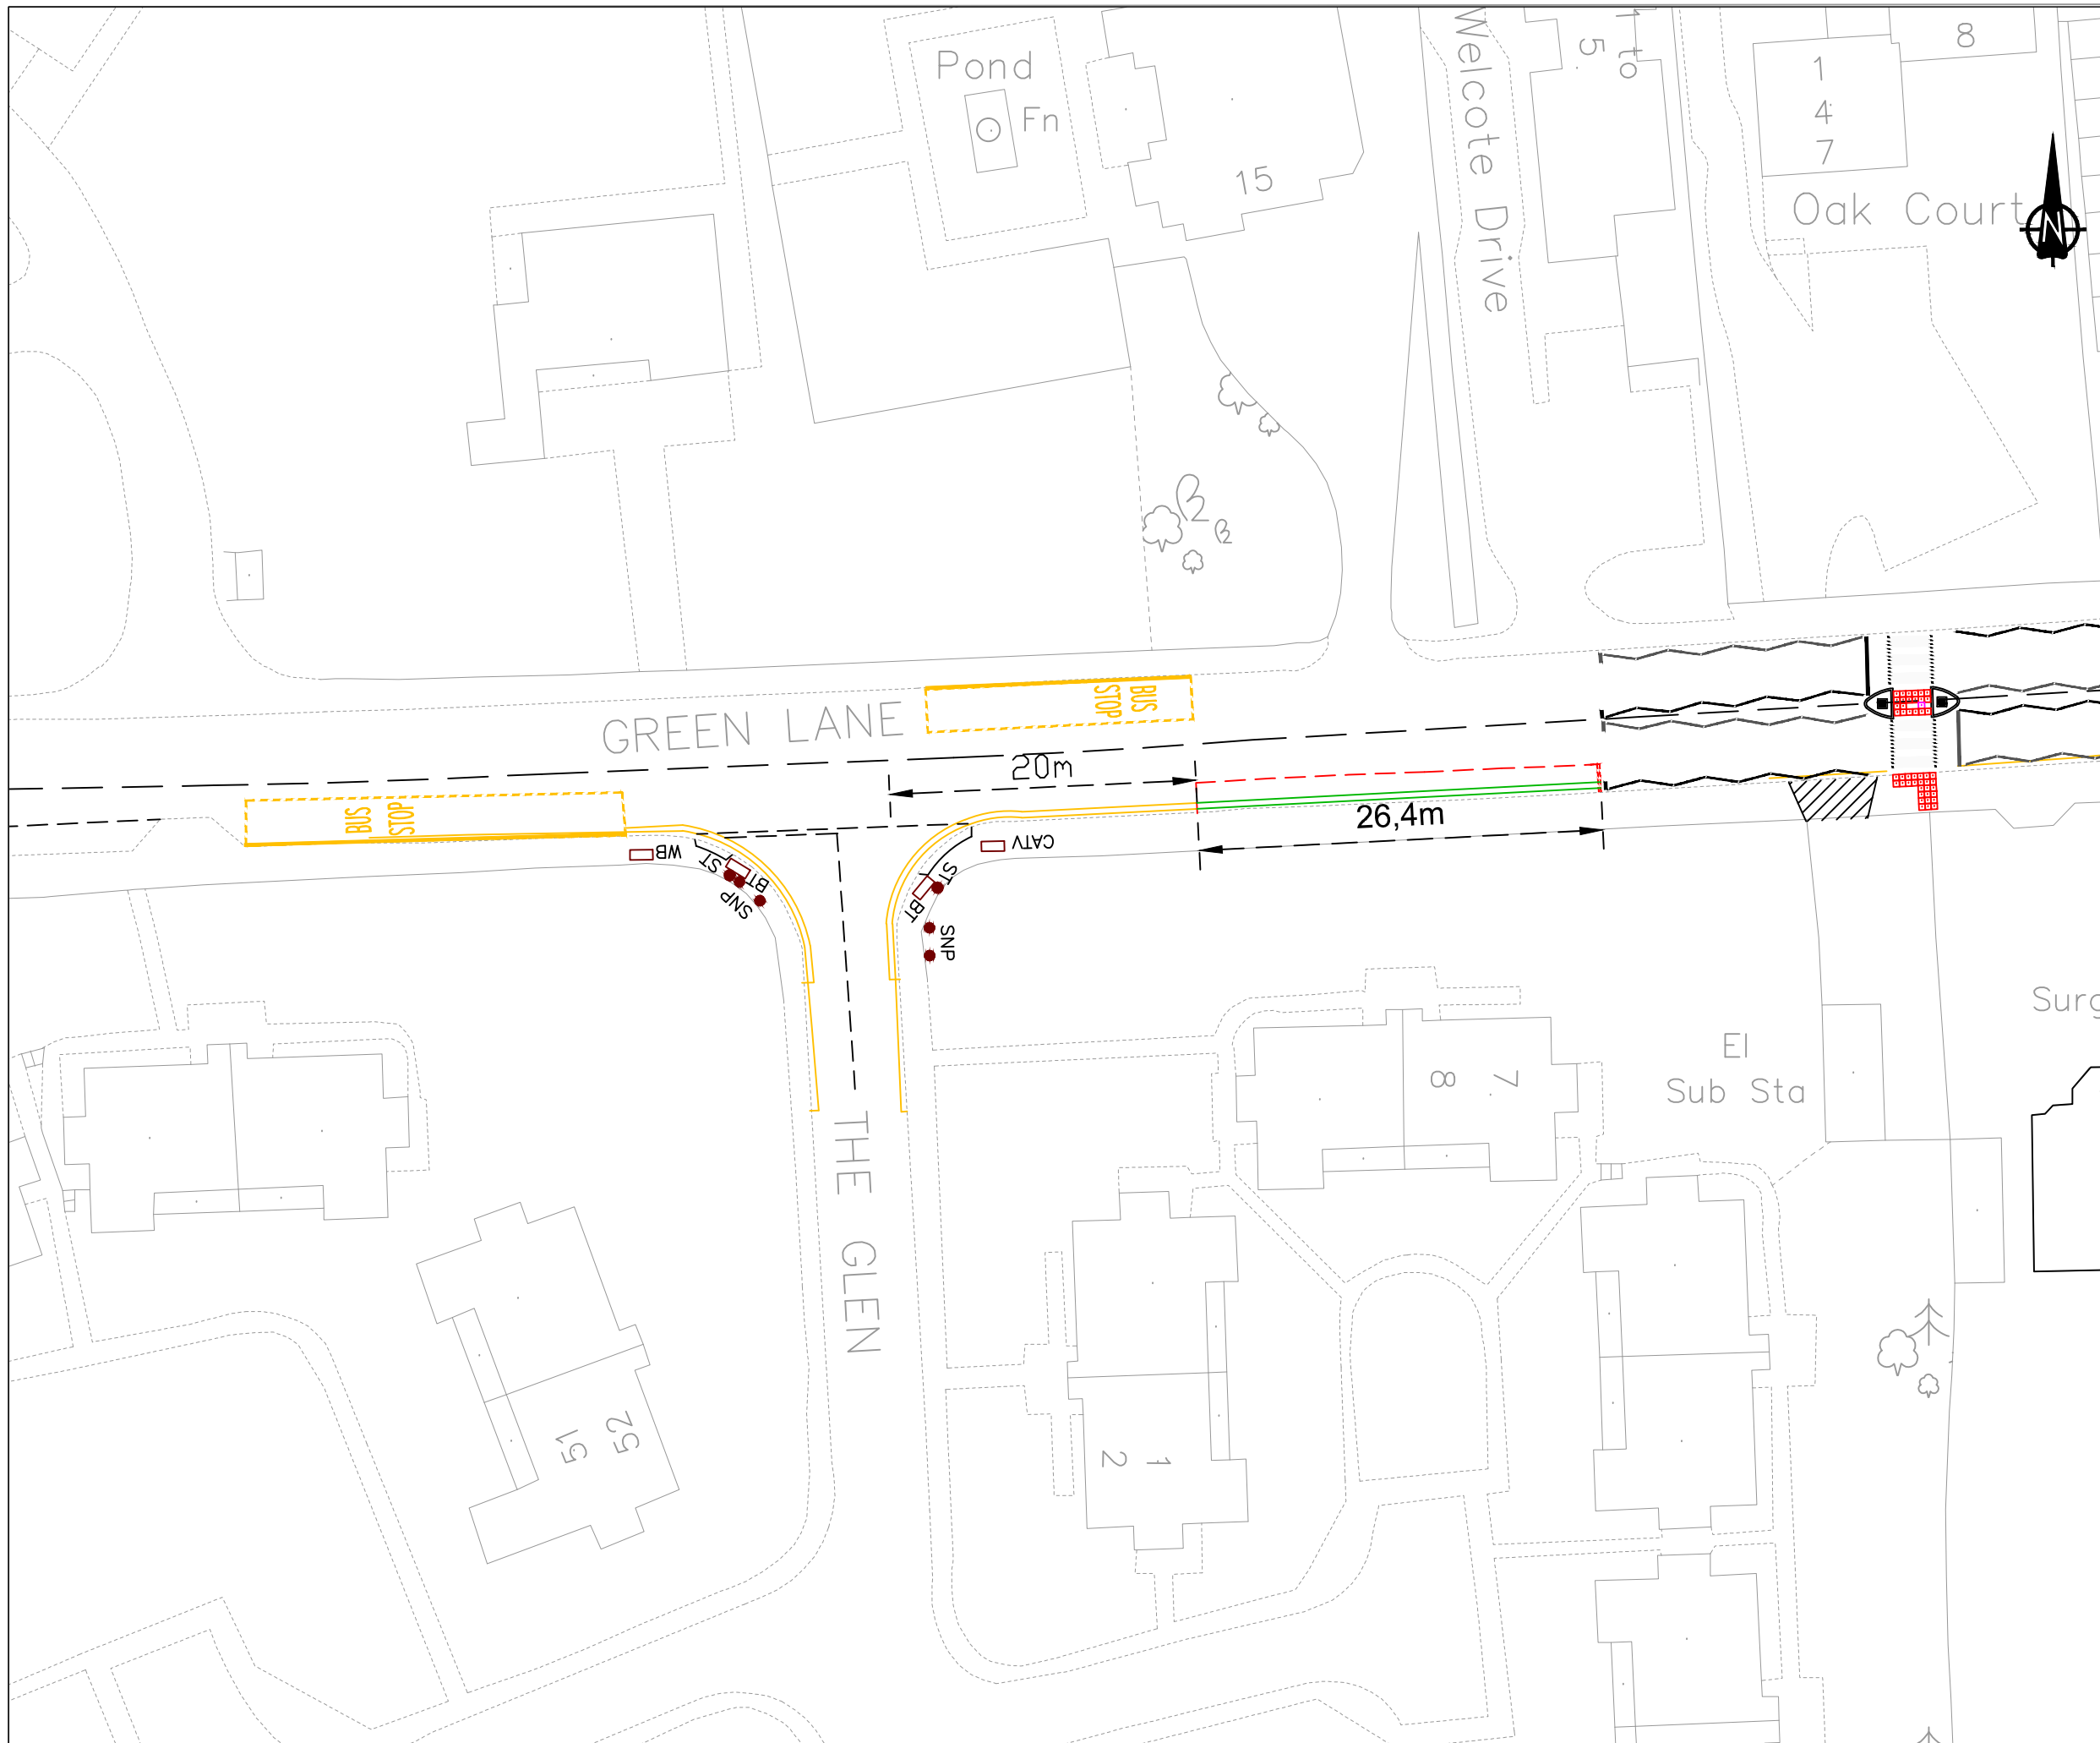 Pond
Fn
15
Welcote Drive
1 to
5
1
4
7
8
Oak Court
N
GREEN LANE
BUS
STOP
20m
26,4m
BUS
STOP
WB
ST
BT
SNP
CATV
ST
BT
SNP
THE GLEN
8
7
El
Sub Sta
Surg
51
52
2
1